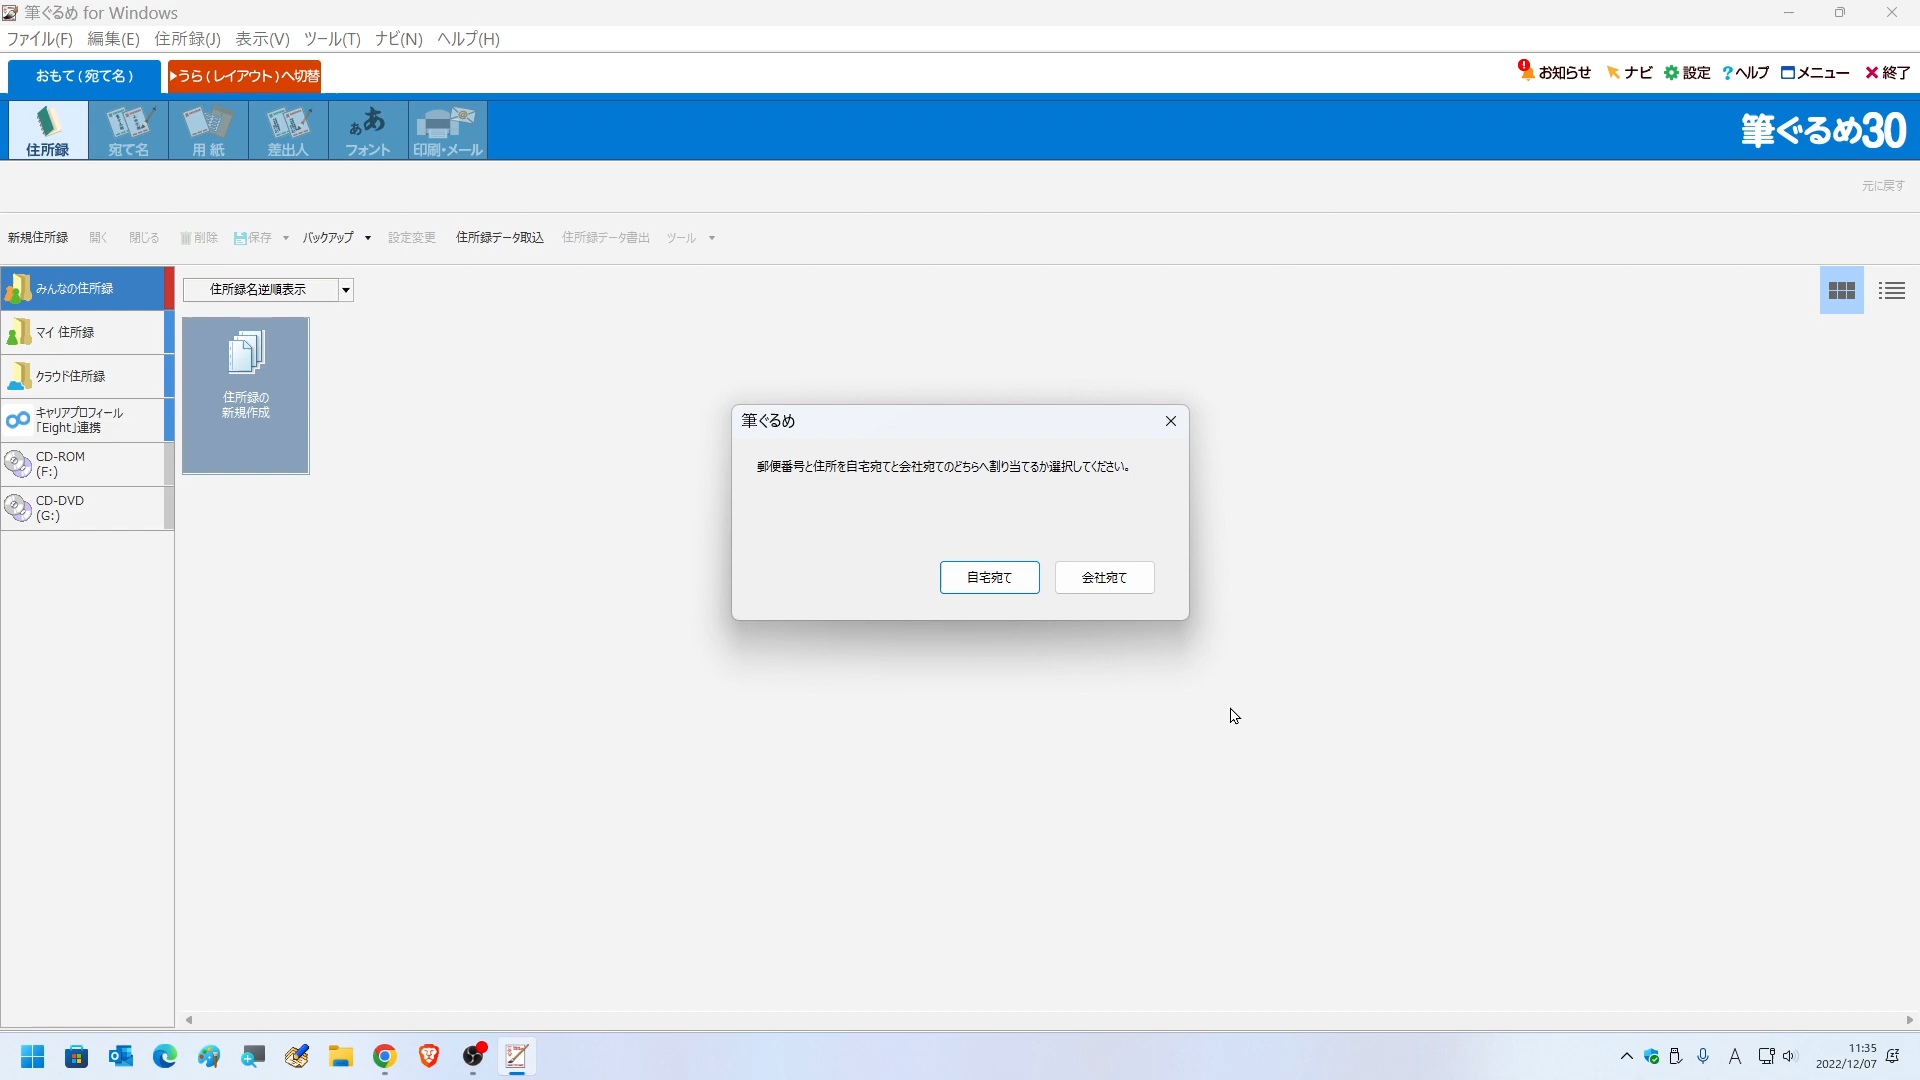 筆ぐるめ for Windows
ファイル(F) 編集(E) 住所録(J) 表示(V) ツール(T) ナビ(N) ヘルプ(H)
おもて(宛て名) ▶うら(レイアウト)へ切替
! お知らせ ナビ 設定 ?ヘルプ メニュー 終了
住所録 宛て名 用紙 差出人 フォント 印刷・メール
ぁあ
筆ぐるめ30
元に戻す
新規住所録 開く 閉じる 削除 保存 バックアップ 設定変更 住所録データ取込 住所録データ書出 ツール
みんなの住所録
マイ 住所録
クラウド住所録
キャリアプロフィール
「Eight」連携
CD-ROM
(F:)
CD-DVD
(G:)
住所録名逆順表示
住所録の
新規作成
筆ぐるめ
郵便番号と住所を自宅宛てと会社宛てのどちらへ割り当てるか選択してください。
自宅宛て 会社宛て
A
11:35
2022/12/07